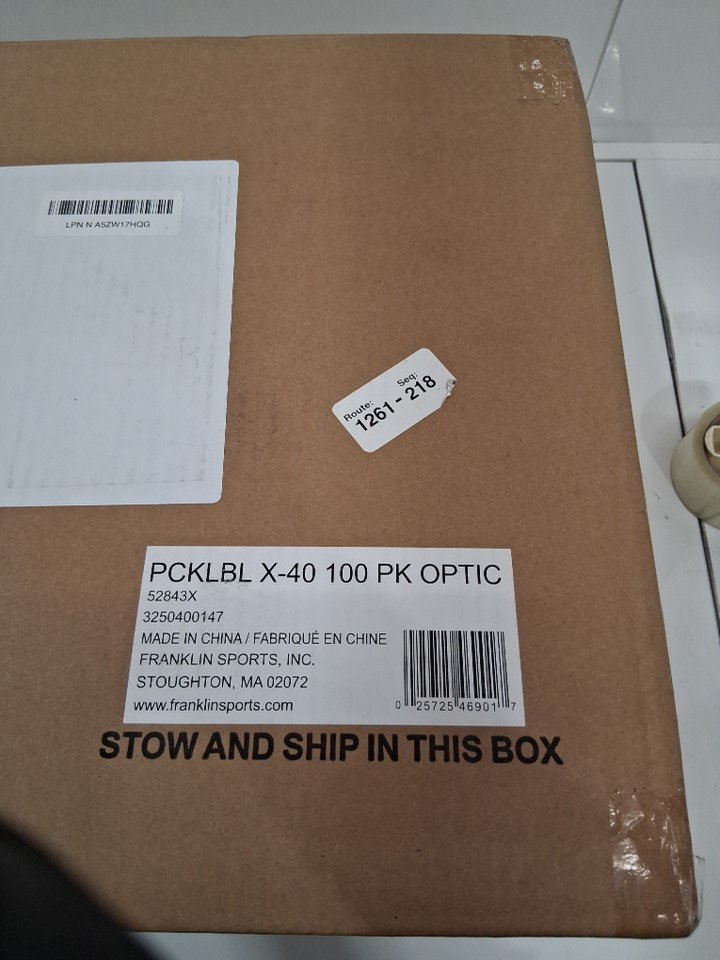 LPN N A5ZW17HQG
Route: Seq:
1261 - 218
PCKLBL X-40 100 PK OPTIC
52843X
3250400147
MADE IN CHINA / FABRIQUÉ EN CHINE
FRANKLIN SPORTS, INC.
STOUGHTON, MA 02072
www.franklinsports.com
0 25725 46901 7
STOW AND SHIP IN THIS BOX